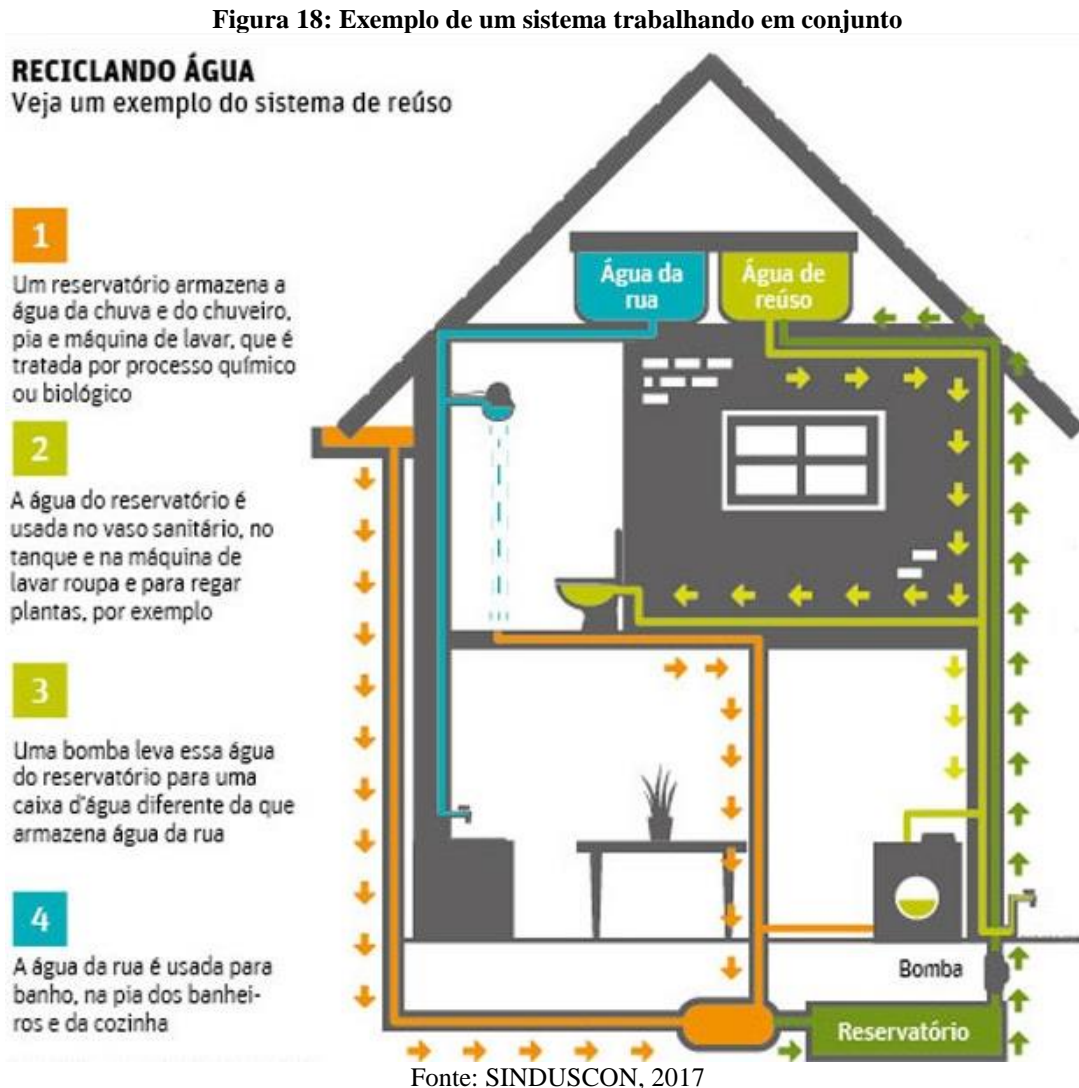 Figura 18: Exemplo de um sistema trabalhando em conjunto
RECICLANDO ÁGUA
Veja um exemplo do sistema de reúso
1
Um reservatório armazena a
água da chuva e do chuveiro,
pia e máquina de lavar, que é
tratada por processo químico
ou biológico
2
A água do reservatório é
usada no vaso sanitário, no
tanque e na máquina de
lavar roupa e para regar
plantas, por exemplo
3
Uma bomba leva essa água
do reservatório para uma
caixa d'água diferente da que
armazena água da rua
4
A água da rua é usada para
banho, na pia dos banhei-
ros e da cozinha
Água da
rua
Água de
reúso
Bomba
Reservatório
Fonte: SINDUSCON, 2017